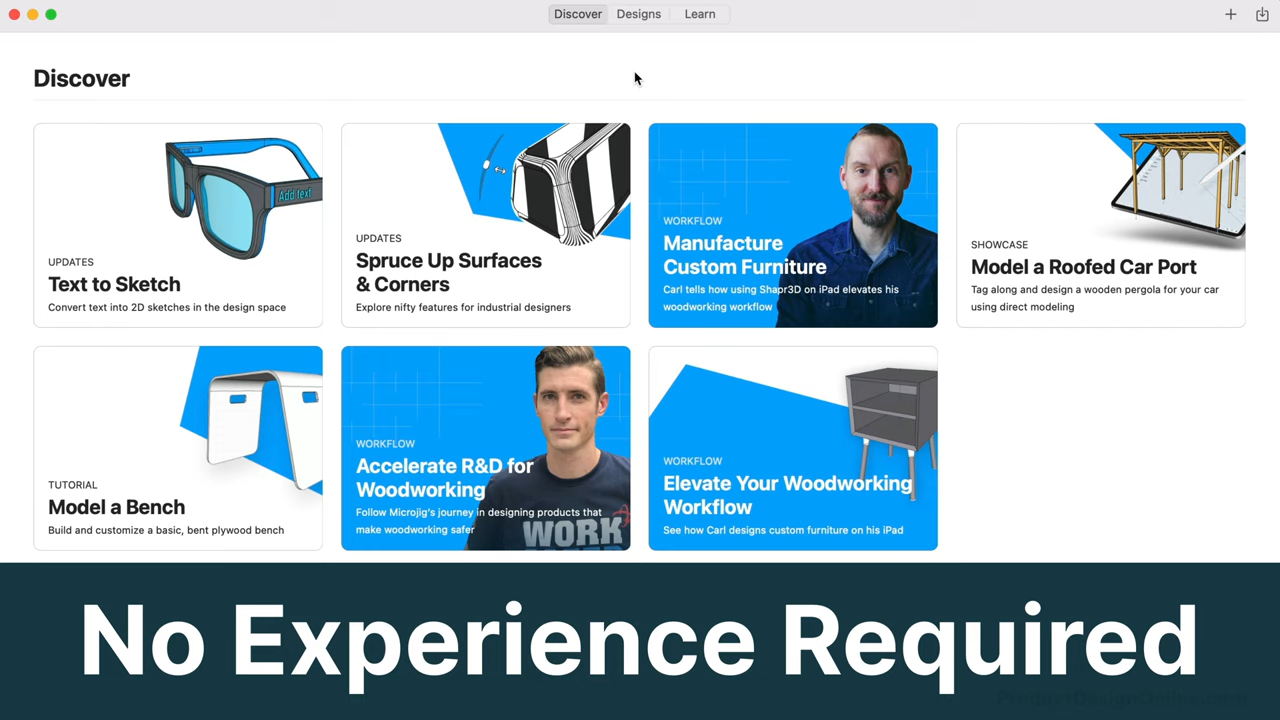 Discover
Designs
Learn
Discover
Add text
UPDATES
Text to Sketch
Convert text into 2D sketches in the design space
UPDATES
Spruce Up Surfaces
& Corners
Explore nifty features for industrial designers
WORKFLOW
Manufacture
Custom Furniture
Carl tells how using Shapr3D on iPad elevates his
woodworking workflow
SHOWCASE
Model a Roofed Car Port
Tag along and design a wooden pergola for your car
using direct modeling
TUTORIAL
Model a Bench
Build and customize a basic, bent plywood bench
WORKFLOW
Accelerate R&D for
Woodworking
Follow Microjig's journey in designing products that
make woodworking safer
WORK
WORKFLOW
Elevate Your Woodworking
Workflow
See how Carl designs custom furniture on his iPad
No Experience Required
ProductDesignOnline.com